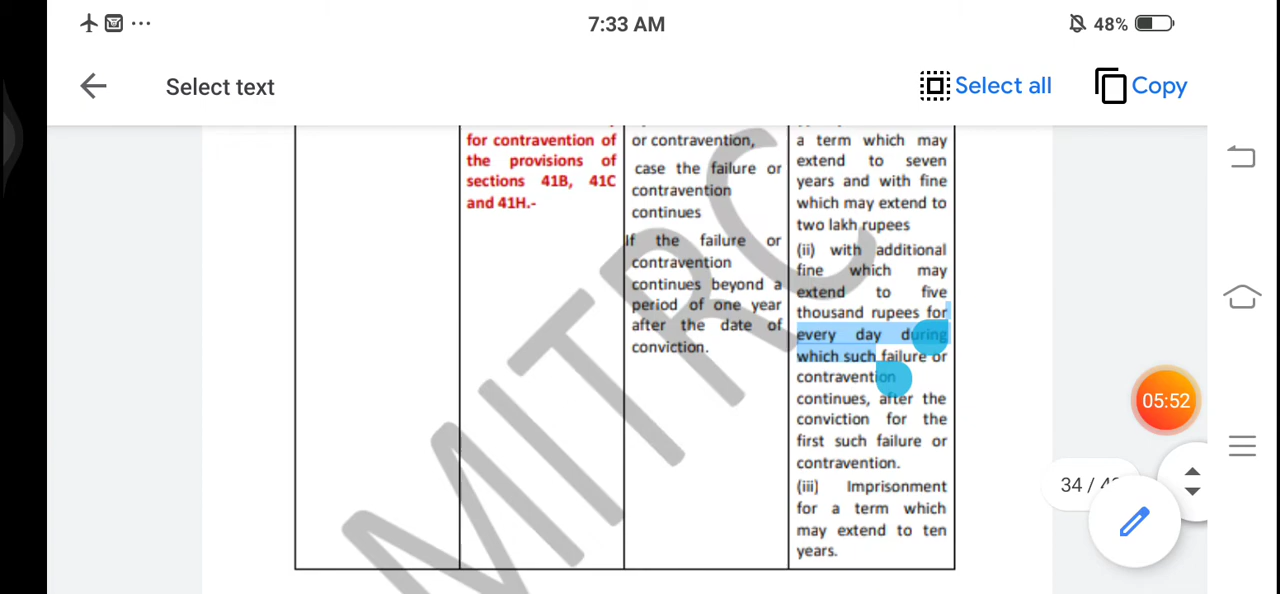 7:33 AM
48%
Select text
Select all
Copy
for contravention of
the provisions of
sections 41B, 41C
and 41H.-
or contravention,
case the failure or
contravention
continues
If the failure or
contravention
continues beyond a
period of one year
after the date of
conviction.
a term which may
extend to seven
years and with fine
which may extend to
two lakh rupees
(ii) with additional
fine which may
extend to five
thousand rupees for
every day during
which such failure or
contravention
continues, after the
conviction for the
first such failure or
contravention.
(iii) Imprisonment
for a term which
may extend to ten
years.
MITRC
05:52
34 /